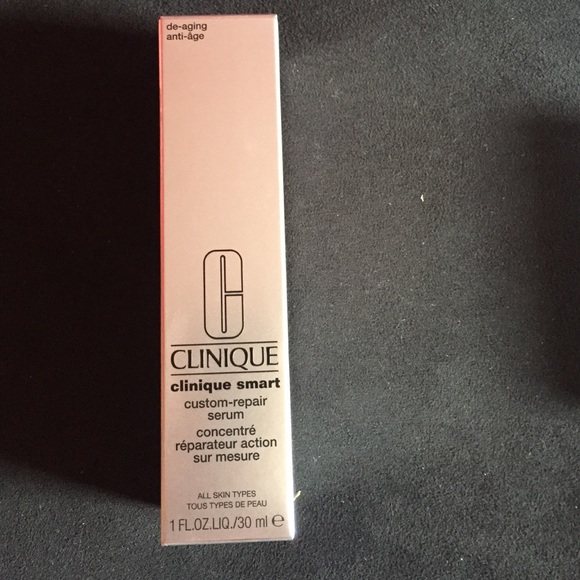 de-aging
anti-âge
C
CLINIQUE
clinique smart
custom-repair
serum
concentré
réparateur action
sur mesure
ALL SKIN TYPES
TOUS TYPES DE PEAU
1 FL.OZ.LIQ./30 ml ℮